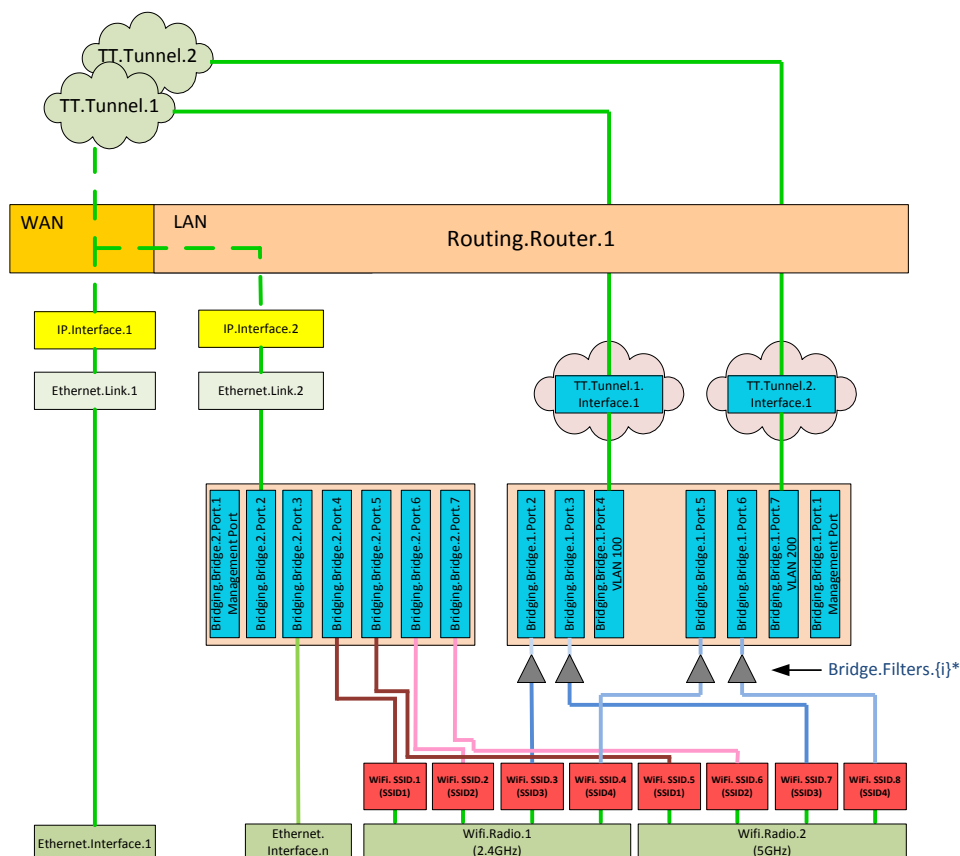 TT.Tunnel.2
TT.Tunnel.1
WAN
LAN
Routing.Router.1
IP.Interface.1
IP.Interface.2
Ethernet.Link.1
Ethernet.Link.2
TT.Tunnel.1.
Interface.1
TT.Tunnel.2.
Interface.1
Bridging.Bridge.2.Port.1
Management Port
Bridging.Bridge.2.Port.2
Bridging.Bridge.2.Port.3
Bridging.Bridge.2.Port.4
Bridging.Bridge.2.Port.5
Bridging.Bridge.2.Port.6
Bridging.Bridge.2.Port.7
Bridging.Bridge.1.Port.2
Bridging.Bridge.1.Port.3
Bridging.Bridge.1.Port.4
VLAN 100
Bridging.Bridge.1.Port.5
Bridging.Bridge.1.Port.6
Bridging.Bridge.1.Port.7
VLAN 200
Bridging.Bridge.1.Port.1
Management Port
Bridge.Filters.{i}*
WiFi. SSID.1
(SSID1)
WiFi. SSID.2
(SSID2)
WiFi. SSID.3
(SSID3)
WiFi. SSID.4
(SSID4)
WiFi. SSID.5
(SSID1)
WiFi. SSID.6
(SSID2)
WiFi. SSID.7
(SSID3)
WiFi. SSID.8
(SSID4)
Ethernet.Interface.1
Ethernet.
Interface.n
Wifi.Radio.1
(2.4GHz)
Wifi.Radio.2
(5GHz)